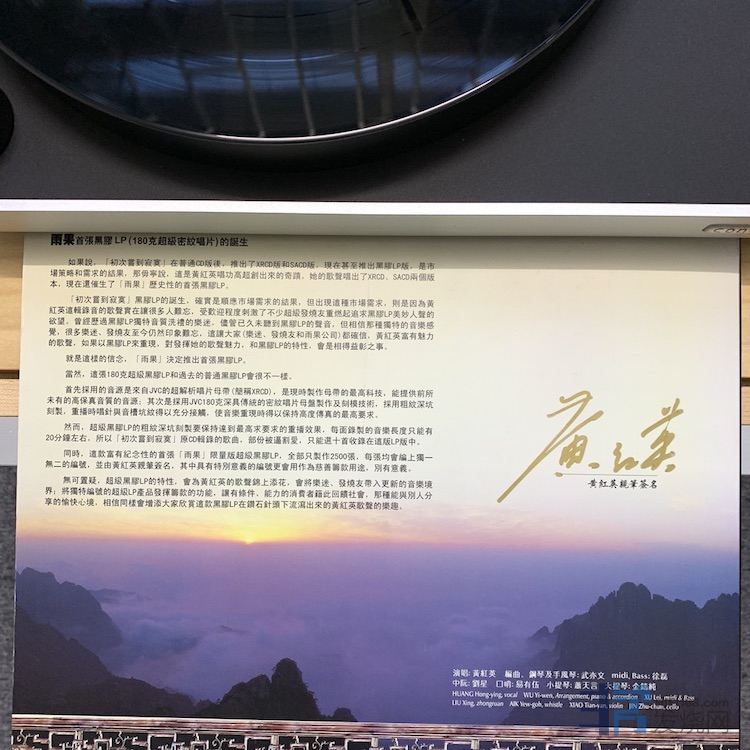 雨果首張黑膠 LP(180克超級密紋唱片)的誕生
如果說，「初次嘗到寂寞」在普通CD版後，推出了XRCD版和SACD版，現在甚至推出黑膠LP版，是市
場策略和需求的結果，那毋寧說，這是黃紅英唱功高超創出來的奇蹟。她的歌聲唱出了XRCD、SACD兩個版
本，現在還催生了「雨果」歷史性的首張黑膠LP。
「初次嘗到寂寞」黑膠LP的誕生，確實是順應市場需求的結果，但出現這種市場需求，則是因為黃
紅英這輯錄音的歌聲實在讓很多人難忘，受歡迎程度刺激了不少超級發燒友重燃起追求黑膠LP美妙人聲的
欲望。曾經歷過黑膠LP獨特音質洗禮的樂迷，儘管已久未聽到黑膠LP的聲音，但相信那種獨特的音樂感
覺，很多樂迷、發燒友至今仍然印象難忘，這讓大家(樂迷、發燒友和雨果公司)都確信，黃紅英富有魅力
的歌聲，如果以黑膠LP來重現，對發揮她的歌聲魅力，和黑膠LP的特性，會是相得益彰之事。
就是這樣的信念，「雨果」決定推出首張黑膠LP。
當然，這張180克超級黑膠LP和過去的普通黑膠LP會很不一樣。
首先採用的音源是來自JVC的超解析唱片母帶(簡稱XRCD)，是現時製作母帶的最高科技，能提供前所
未有的高保真音質的音源；其次是採用JVC180克深具傳統的密紋唱片母盤製作及刻模技術，採用粗紋深坑
刻製，重播時唱針與音槽坑紋得以充分接觸，使音樂重現時得以保持高度傳真的最高要求。
然而，超級黑膠LP的粗紋深坑刻製要保持達到最高求要求的重播效果，每面錄製的音樂長度只能有
20分鐘左右，所以「初次嘗到寂寞」原CD輯錄的歌曲，部份被逼割愛，只能選十首收錄在這版LP版中。
同時，這款富有紀念性的首張「雨果」限量版超級黑膠LP，全部只製作2500張，每張均會編上獨一
無二的編號，並由黃紅英親筆簽名，其中具有特別意義的編號更會用作為慈善籌款用途，別有意義。
無可置疑，超級黑膠LP的特性，會為黃紅英的歌聲錦上添花，會將樂迷、發燒友帶入更新的音樂境
界；將獨特編號的超級LP產品發揮籌款的功能，讓有條件、能力的消費者藉此回饋社會，那種能與別人分
享的愉快心境，相信同樣會增添大家欣賞這款黑膠LP在鑽石針頭下流瀉出來的黃紅英歌聲的樂趣。
黄红英
黃紅英親筆簽名
演唱：黃紅英 編曲、鋼琴及手風琴：武亦文 midi, Bass：徐磊
中阮：劉星 口哨：易有伍 小提琴：蕭天言 大提琴：金鑄純
HUANG Hong-ying, vocal WU Yi-wen, Arrangement, piano & accordion XU Lei, midi & Bass
LIU Xing, zhongruan AIK Yew-goh, whistle XIAO Tian-yan, violin JIN Zhu-chun, cello